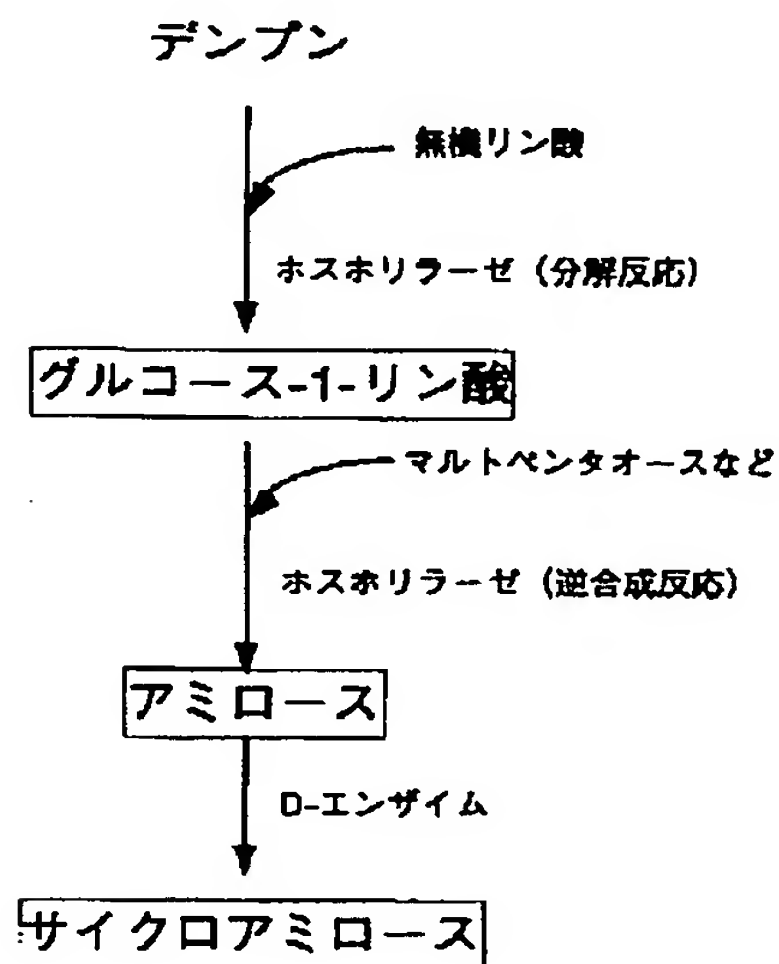 デンプン
無機リン酸
ホスホリラーゼ（分解反応）
グルコース-1-リン酸
マルトペンタオースなど
ホスホリラーゼ（逆合成反応）
アミロース
D-エンザイム
サイクロアミロース